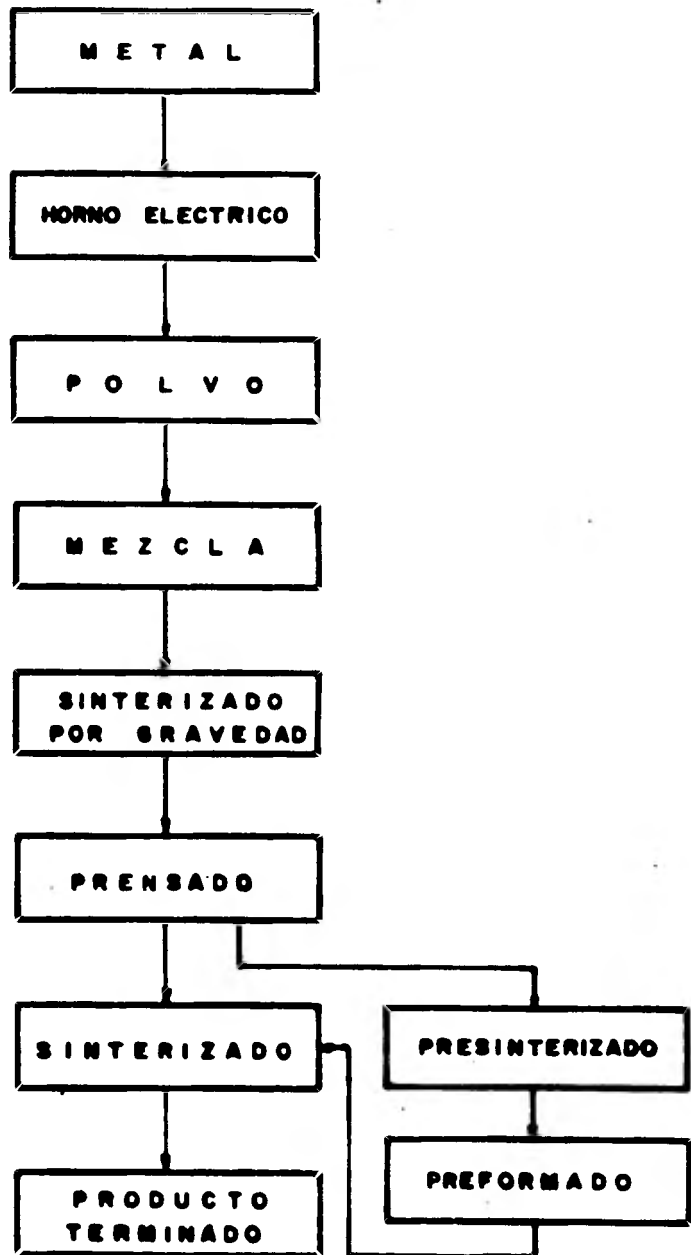 METAL
HORNO ELECTRICO
POLVO
MEZCLA
SINTERIZADO
POR GRAVEDAD
PRENSADO
SINTERIZADO
PRESINTERIZADO
PREFORMADO
PRODUCTO
TERMINADO